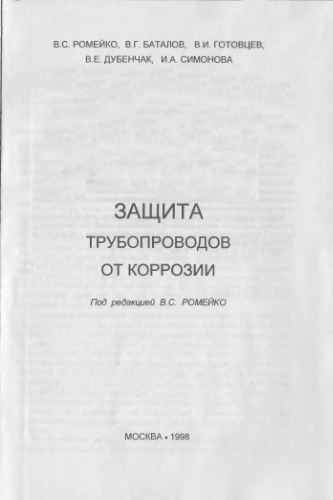 В.С. РОМЕЙКО, В.Г. БАТАЛОВ, В.И. ГОТОВЦЕВ,
В.Е. ДУБЕНЧАК, И.А. СИМОНОВА
ЗАЩИТА
ТРУБОПРОВОДОВ
ОТ КОРРОЗИИ
Под редакцией В.С. РОМЕЙКО
МОСКВА • 1998